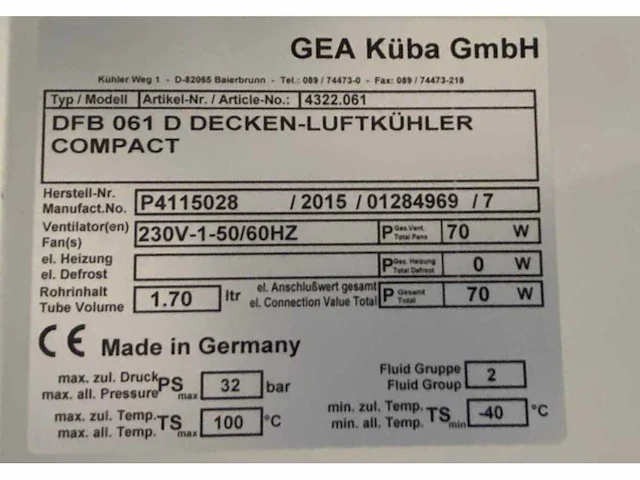 GEA Küba GmbH
Kühler Weg 1 - D-82065 Baierbrunn - Tel.: 089 / 74473-0 - Fax: 089 / 74473-218
Typ / Modell Artikel-Nr. / Article-No.: 4322.061
DFB 061 D DECKEN-LUFTKÜHLER
COMPACT
Herstell-Nr.
Manufact.No. P4115028 / 2015 / 01284969 / 7
Ventilator(en)
Fan(s) 230V-1-50/60HZ P Ges.Vent. Total Fans 70 W
el. Heizung
el. Defrost P Ges. Heizung Total Defrost 0 W
Rohrinhalt
Tube Volume 1.70 ltr
el. Anschlußwert gesamt
el. Connection Value Total P Gesamt Total 70 W
CE Made in Germany
max. zul. Druck
max. all. Pressure PS max 32 bar
Fluid Gruppe
Fluid Group 2
max. zul. Temp.
max. all. Temp. TS max 100 °C
min. zul. Temp.
min. all. Temp. TS min -40 °C